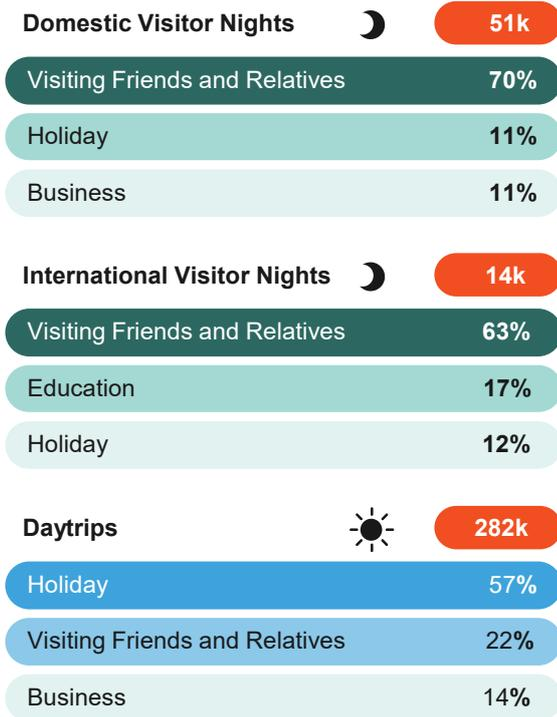 Domestic Visitor Nights 51k
Visiting Friends and Relatives 70%
Holiday 11%
Business 11%
International Visitor Nights 14k
Visiting Friends and Relatives 63%
Education 17%
Holiday 12%
Daytrips 282k
Holiday 57%
Visiting Friends and Relatives 22%
Business 14%